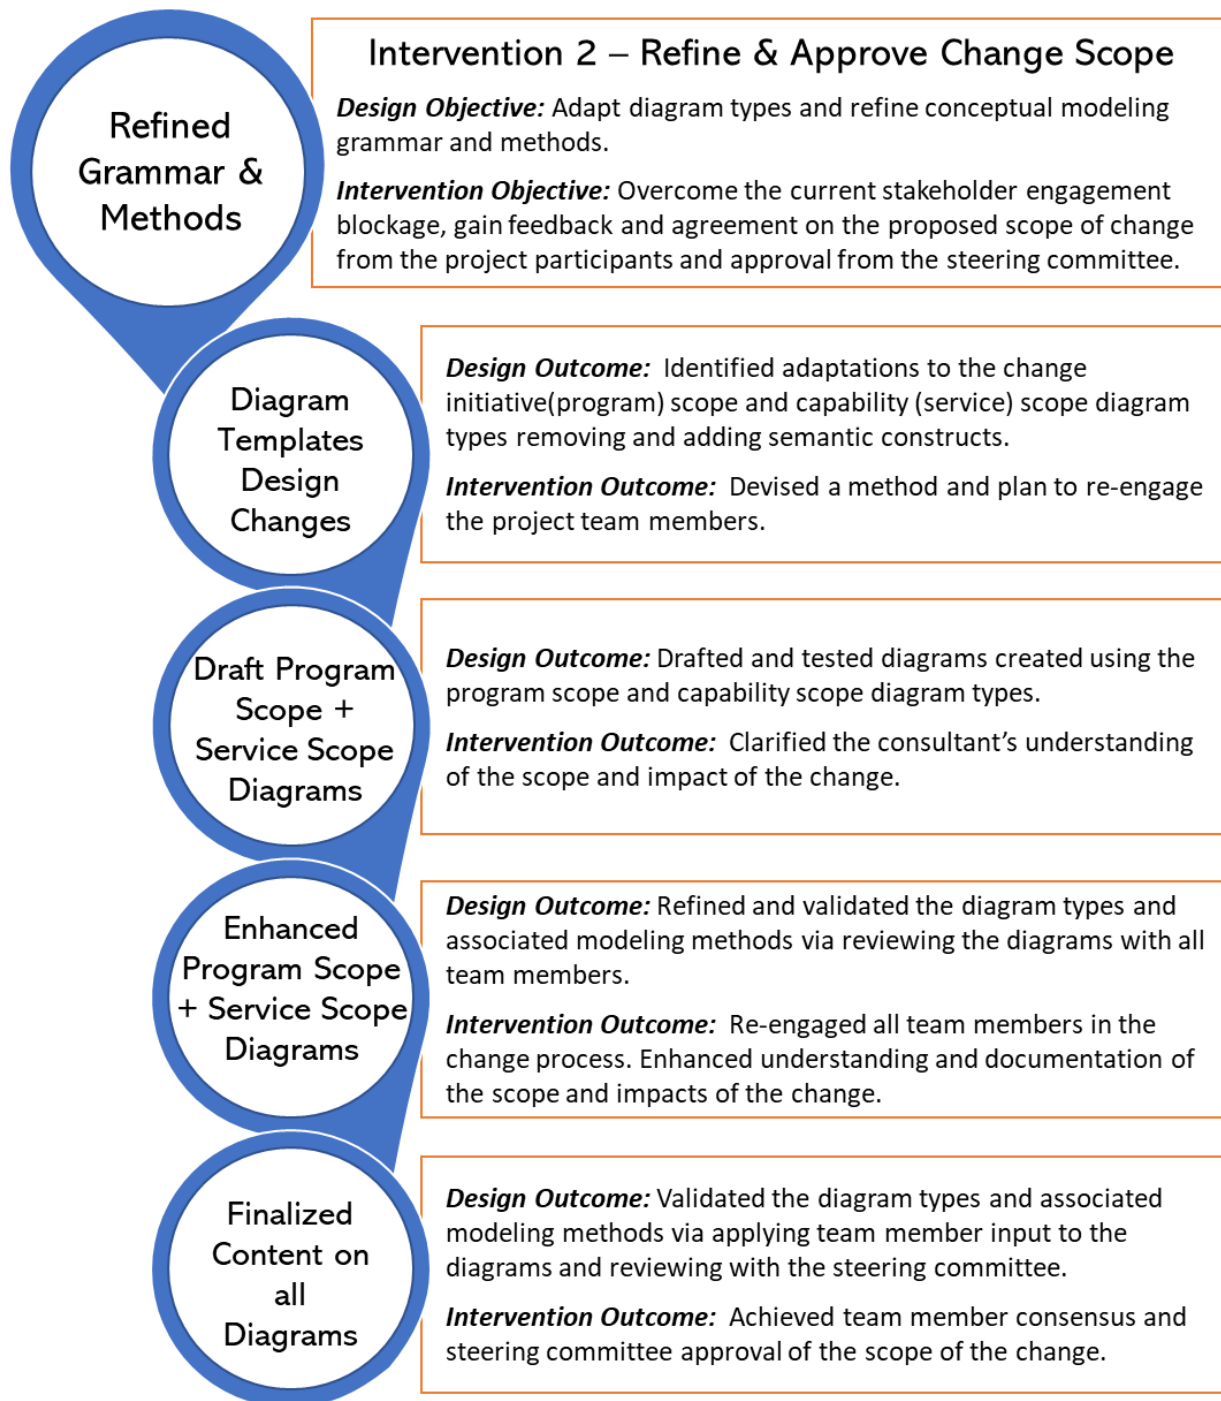 Refined
Grammar &
Methods
Intervention 2 – Refine & Approve Change Scope
Design Objective: Adapt diagram types and refine conceptual modeling
grammar and methods.
Intervention Objective: Overcome the current stakeholder engagement
blockage, gain feedback and agreement on the proposed scope of change
from the project participants and approval from the steering committee.
Diagram
Templates
Design
Changes
Design Outcome: Identified adaptations to the change
initiative(program) scope and capability (service) scope diagram
types removing and adding semantic constructs.
Intervention Outcome: Devised a method and plan to re-engage
the project team members.
Draft Program
Scope +
Service Scope
Diagrams
Design Outcome: Drafted and tested diagrams created using the
program scope and capability scope diagram types.
Intervention Outcome: Clarified the consultant’s understanding
of the scope and impact of the change.
Enhanced
Program Scope
+ Service Scope
Diagrams
Design Outcome: Refined and validated the diagram types and
associated modeling methods via reviewing the diagrams with all
team members.
Intervention Outcome: Re-engaged all team members in the
change process. Enhanced understanding and documentation of
the scope and impacts of the change.
Finalized
Content on
all
Diagrams
Design Outcome: Validated the diagram types and associated
modeling methods via applying team member input to the
diagrams and reviewing with the steering committee.
Intervention Outcome: Achieved team member consensus and
steering committee approval of the scope of the change.